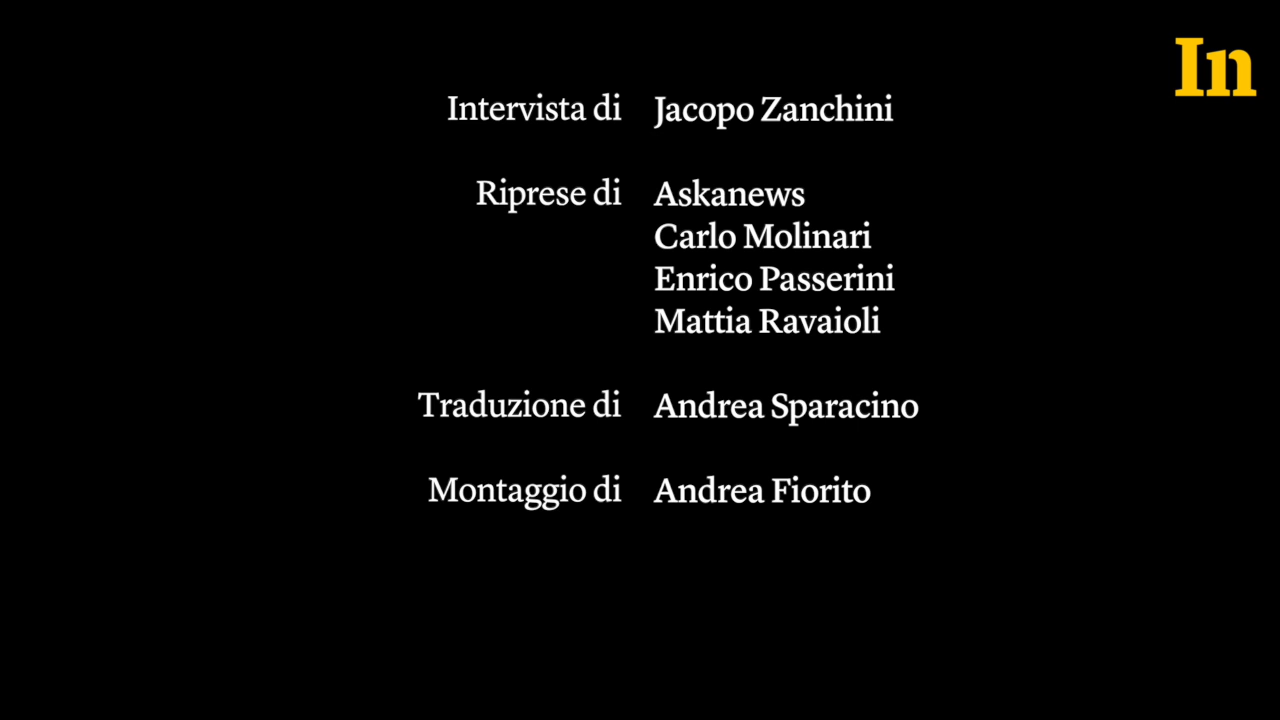 In
Intervista di Jacopo Zanchini
Riprese di Askanews
Carlo Molinari
Enrico Passerini
Mattia Ravaioli
Traduzione di Andrea Sparacino
Montaggio di Andrea Fiorito